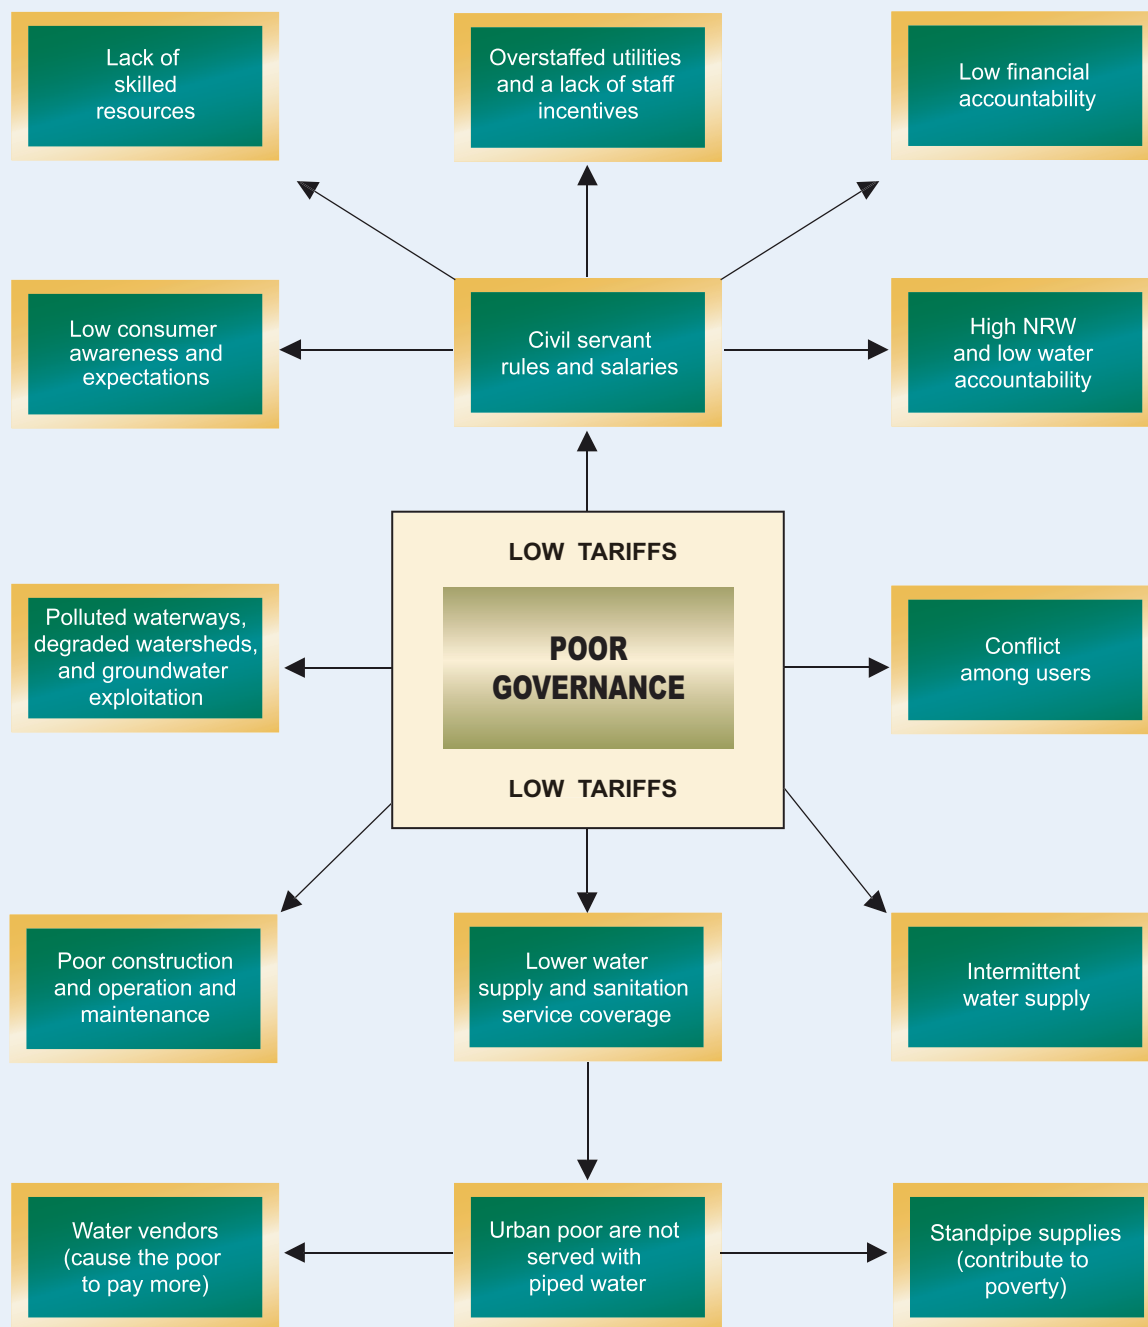 Lack of
skilled
resources
Overstaffed utilities
and a lack of staff
incentives
Low financial
accountability
Low consumer
awareness and
expectations
Civil servant
rules and salaries
High NRW
and low water
accountability
LOW TARIFFS
POOR
GOVERNANCE
LOW TARIFFS
Polluted waterways,
degraded watersheds,
and groundwater
exploitation
Conflict
among users
Poor construction
and operation and
maintenance
Lower water
supply and sanitation
service coverage
Intermittent
water supply
Water vendors
(cause the poor
to pay more)
Urban poor are not
served with
piped water
Standpipe supplies
(contribute to
poverty)